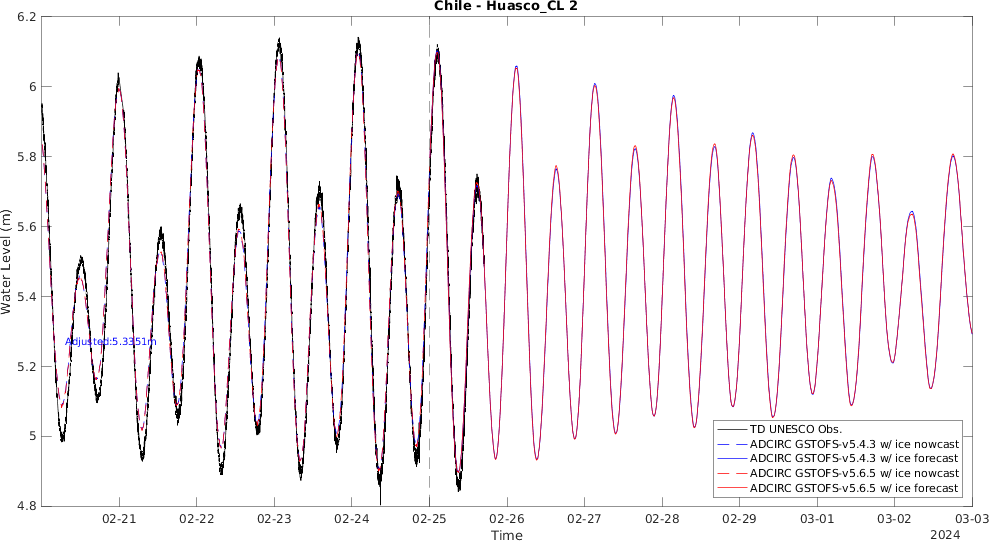 Chile - Huasco_CL 2
6.2
6
5.8
5.6
5.4
5.2
5
4.8
Water Level (m)
Adjusted:5.3351m
TD UNESCO Obs.
ADCIRC GSTOFS-v5.4.3 w/ ice nowcast
ADCIRC GSTOFS-v5.4.3 w/ ice forecast
ADCIRC GSTOFS-v5.6.5 w/ ice nowcast
ADCIRC GSTOFS-v5.6.5 w/ ice forecast
02-21 02-22 02-23 02-24 02-25 02-26 02-27 02-28 02-29 03-01 03-02 03-03
Time
2024